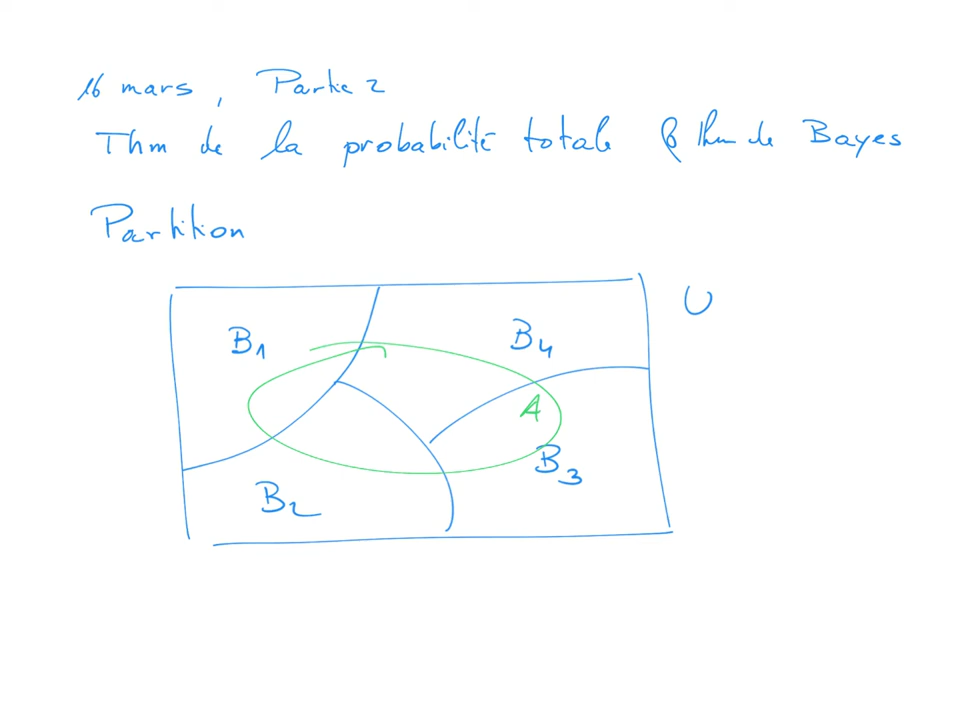 16 mars, Partie 2
Thm de la probabilité totale & thm de Bayes
Partition
U
B1
B4
A
B3
B2